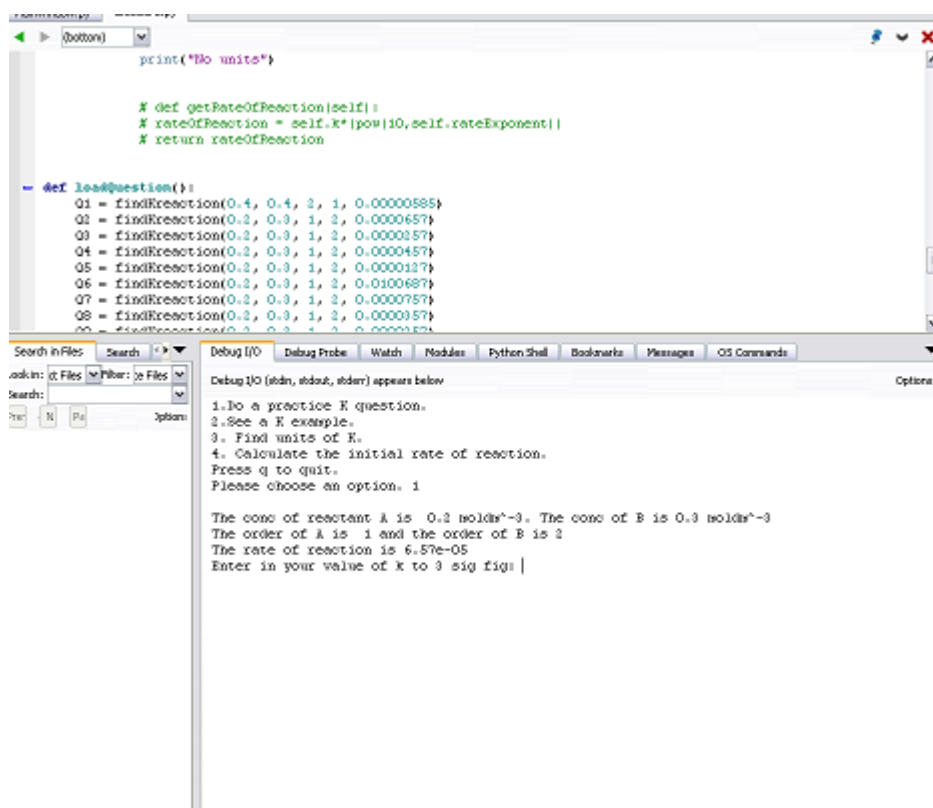 (bottom)
print("No units")
# def getRateOfReaction(self):
# rateOfReaction = self.k*(pow(10,self.rateExponent))
# return rateOfReaction
def loadQuestion():
Q1 = findKreaction(0.4, 0.4, 2, 1, 0.00000585)
Q2 = findKreaction(0.2, 0.3, 1, 2, 0.0000657)
Q3 = findKreaction(0.2, 0.3, 1, 2, 0.0000257)
Q4 = findKreaction(0.2, 0.3, 1, 2, 0.0000457)
Q5 = findKreaction(0.2, 0.3, 1, 2, 0.0000127)
Q6 = findKreaction(0.2, 0.3, 1, 2, 0.0100687)
Q7 = findKreaction(0.2, 0.3, 1, 2, 0.0000757)
Q8 = findKreaction(0.2, 0.3, 1, 2, 0.0000357)
Search in Files Search
Debug I/O Debug Probe Watch Modules Python Shell Bookmarks Messages OS Commands
ook in: ct Files Filter: te Files
earch:
N Options
Debug I/O (stdin, stdout, stderr) appears below Options
1.Do a practice K question.
2.See a K example.
3. Find units of K.
4. Calculate the initial rate of reaction.
Press q to quit.
Please choose an option. 1
The conc of reactant A is 0.2 moldm^-3. The conc of B is 0.3 moldm^-3
The order of A is 1 and the order of B is 2
The rate of reaction is 6.57e-05
Enter in your value of k to 3 sig fig: